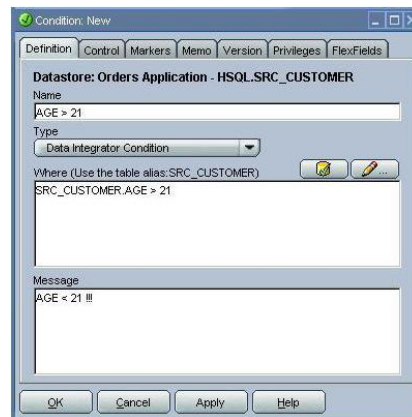 Condition: New
Definition Control Markers Memo Version Privileges FlexFields
Datastore: Orders Application - HSQL.SRC_CUSTOMER
Name
AGE > 21
Type
Data Integrator Condition
Where (Use the table alias:SRC_CUSTOMER)
...
SRC_CUSTOMER.AGE > 21
Message
AGE < 21 !!!
OK Cancel Apply Help